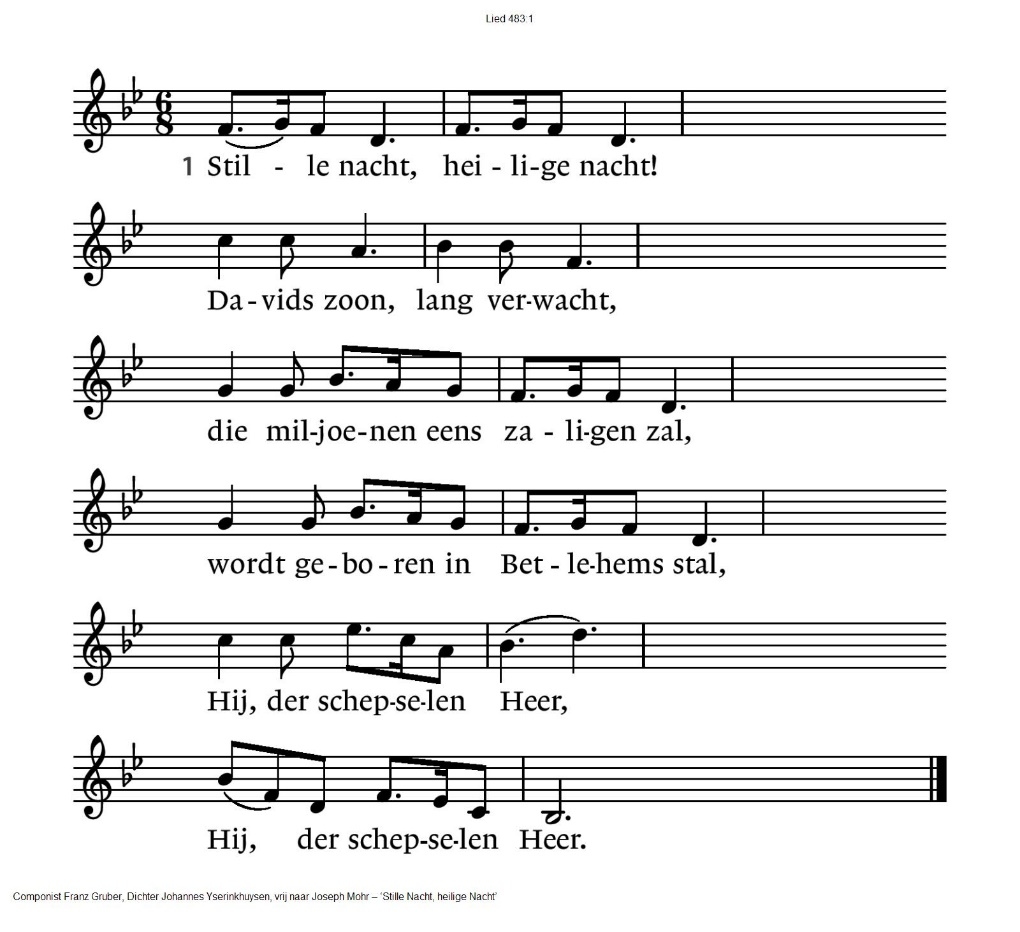 Lied 483:1
6
8
1 Stil - le nacht, hei - li-ge nacht!
Da-vids zoon, lang ver-wacht,
die mil-joe-nen eens za - li-gen zal,
wordt ge-bo-ren in Bet-le-hems stal,
Hij, der schep-se-len Heer,
Hij, der schep-se-len Heer.
Componist Franz Gruber, Dichter Johannes Yserinkhuysen, vrij naar Joseph Mohr – 'Stille Nacht, heilige Nacht'